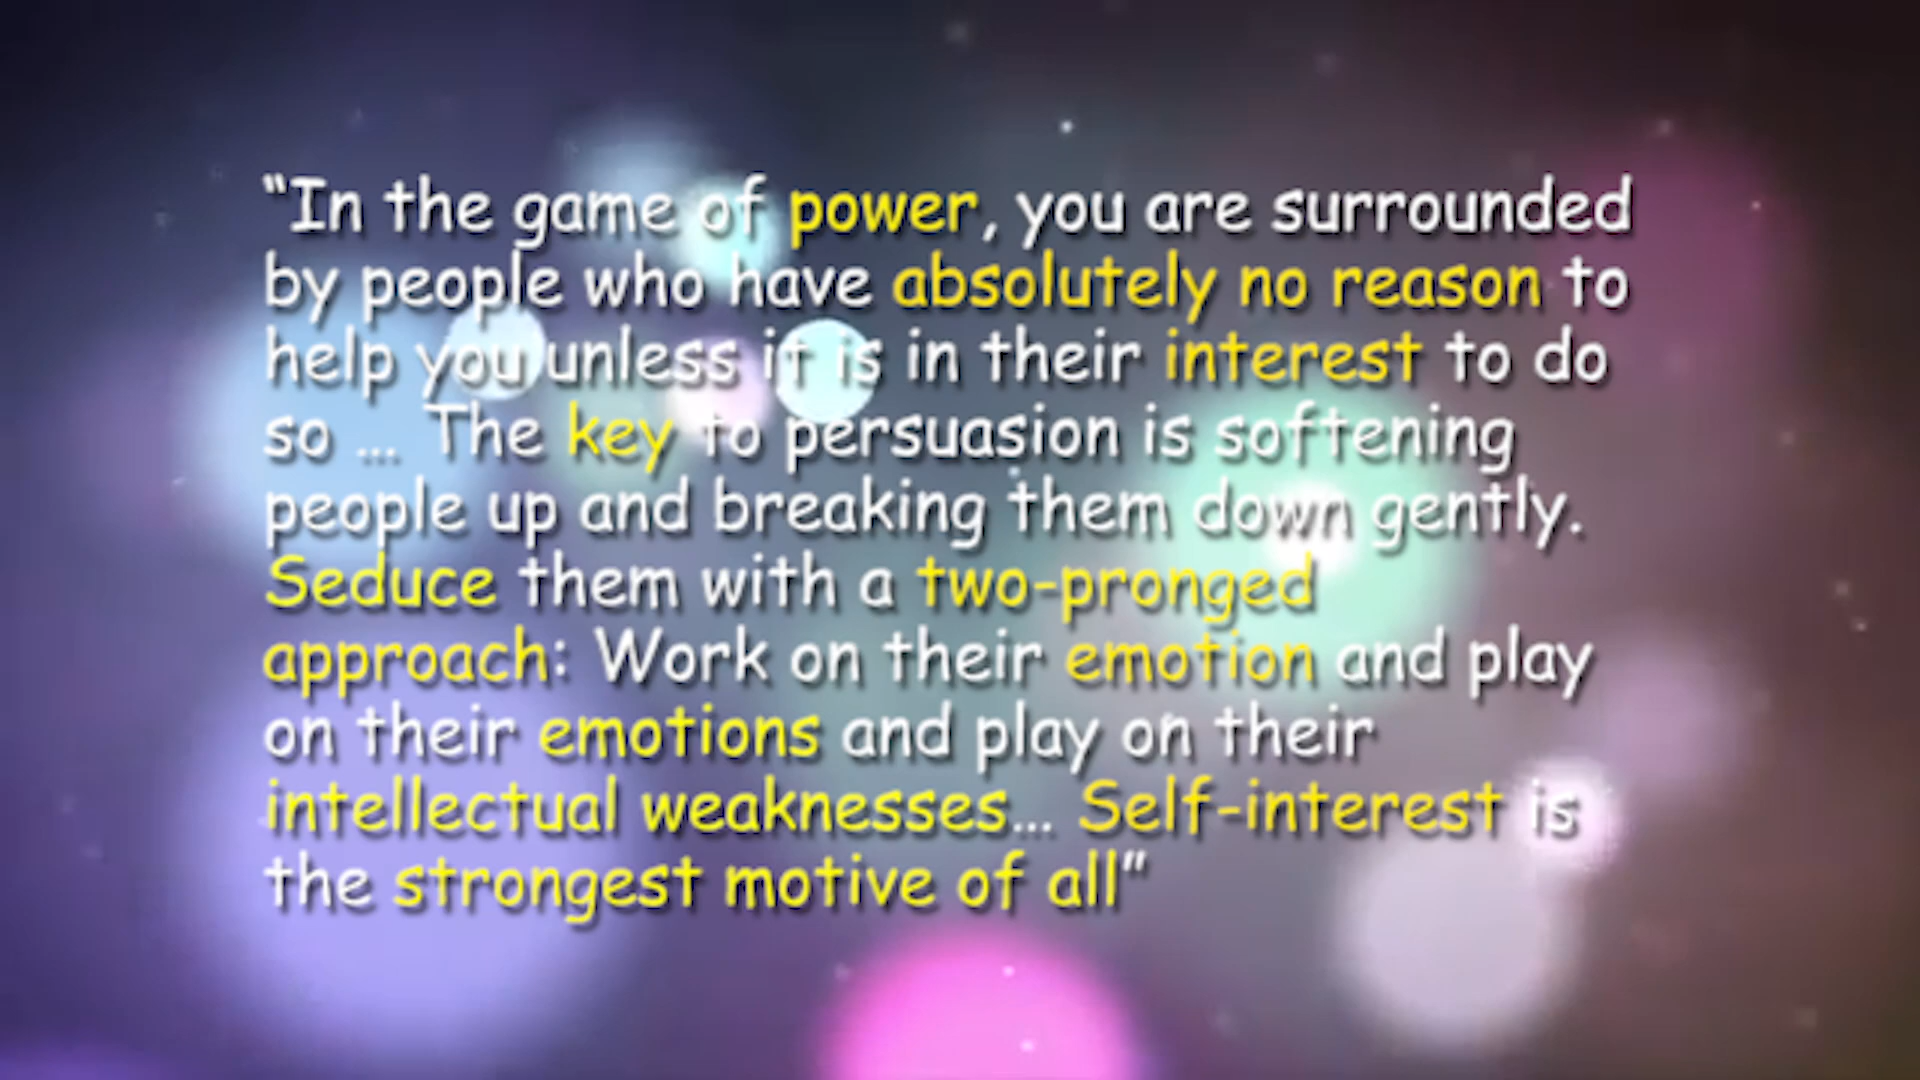 “In the game of power, you are surrounded
by people who have absolutely no reason to
help you unless it is in their interest to do
so ... The key to persuasion is softening
people up and breaking them down gently.
Seduce them with a two-pronged
approach: Work on their emotion and play
on their emotions and play on their
intellectual weaknesses... Self-interest is
the strongest motive of all”